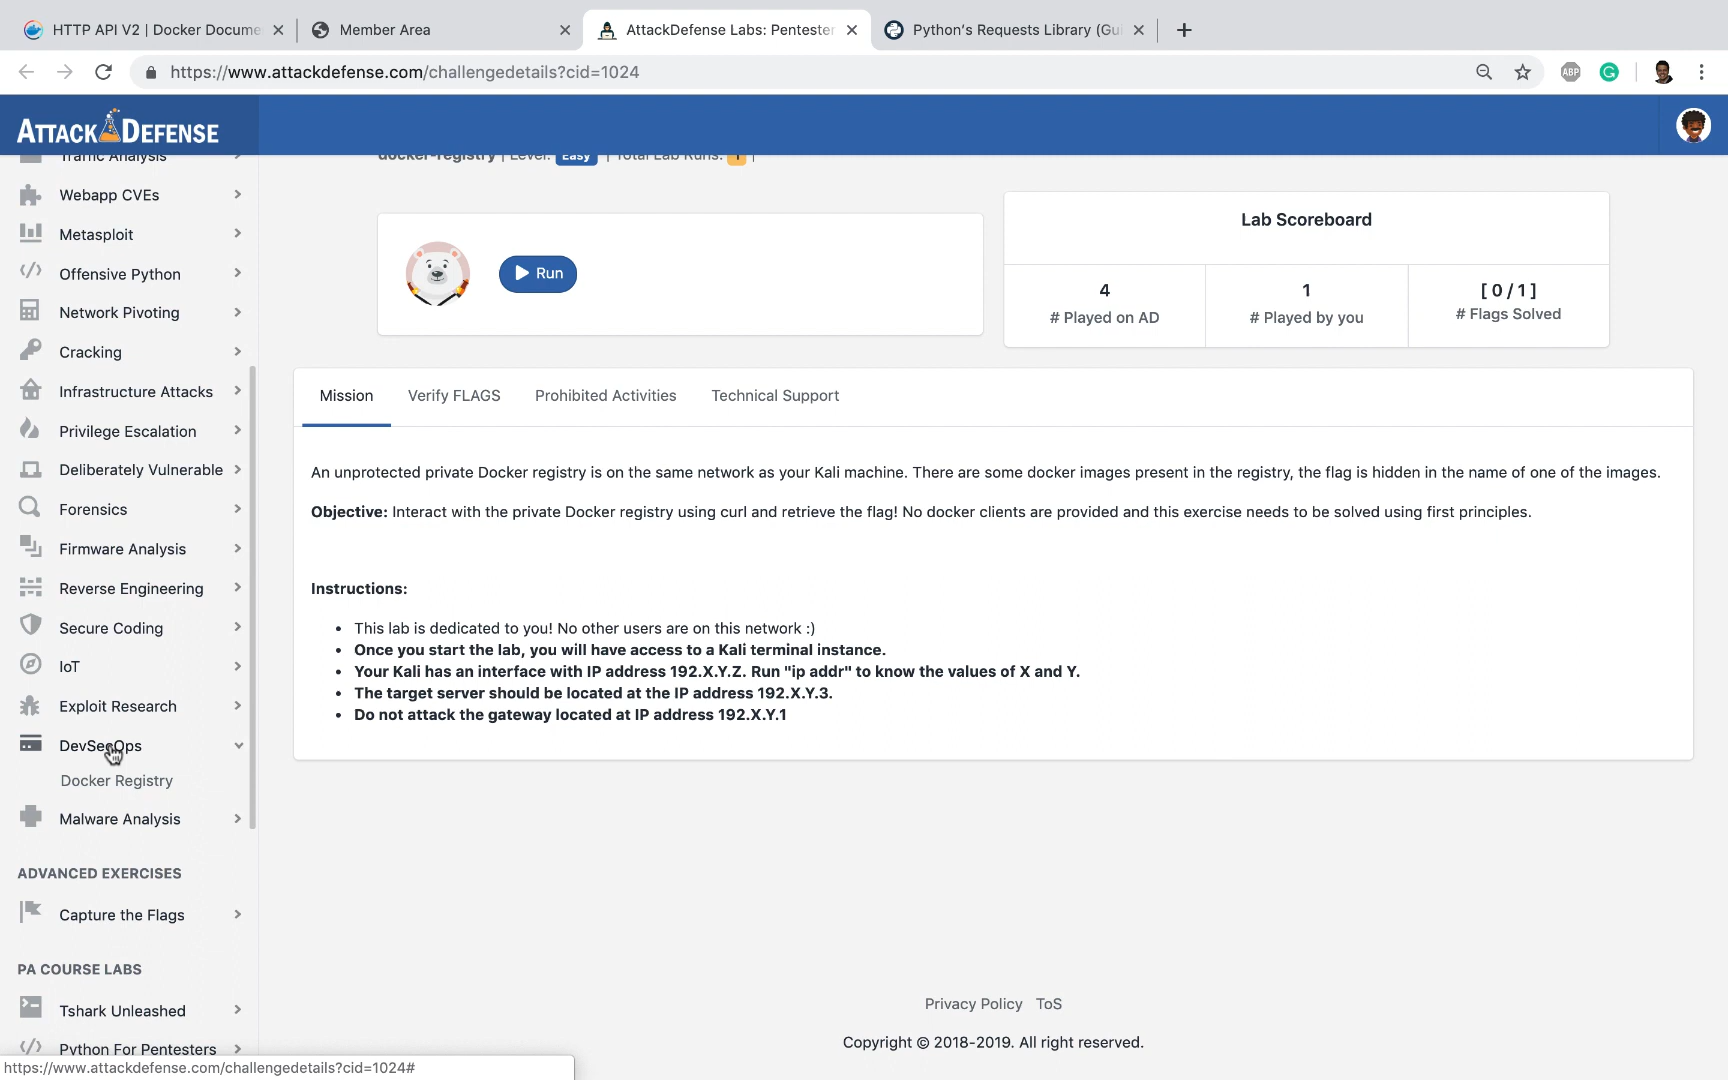 HTTP API V2 | Docker Docume
Member Area
AttackDefense Labs: Pentester
Python's Requests Library (Gui
https://www.attackdefense.com/challengedetails?cid=1024
ABP
ATTACK DEFENSE
Traffic Analysis
Webapp CVEs
Metasploit
Offensive Python
Network Pivoting
Cracking
Infrastructure Attacks
Privilege Escalation
Deliberately Vulnerable
Forensics
Firmware Analysis
Reverse Engineering
Secure Coding
IoT
Exploit Research
DevSecOps
Docker Registry
Malware Analysis
ADVANCED EXERCISES
Capture the Flags
PA COURSE LABS
Tshark Unleashed
Python For Pentesters
https://www.attackdefense.com/challengedetails?cid=1024#
docker-registry | Level: Easy | Total Lab Runs: 1 |
Run
Lab Scoreboard
4
# Played on AD
1
# Played by you
[ 0 / 1 ]
# Flags Solved
Mission Verify FLAGS Prohibited Activities Technical Support
An unprotected private Docker registry is on the same network as your Kali machine. There are some docker images present in the registry, the flag is hidden in the name of one of the images.
Objective: Interact with the private Docker registry using curl and retrieve the flag! No docker clients are provided and this exercise needs to be solved using first principles.
Instructions:
• This lab is dedicated to you! No other users are on this network :)
• Once you start the lab, you will have access to a Kali terminal instance.
• Your Kali has an interface with IP address 192.X.Y.Z. Run "ip addr" to know the values of X and Y.
• The target server should be located at the IP address 192.X.Y.3.
• Do not attack the gateway located at IP address 192.X.Y.1
Privacy Policy ToS
Copyright © 2018-2019. All right reserved.